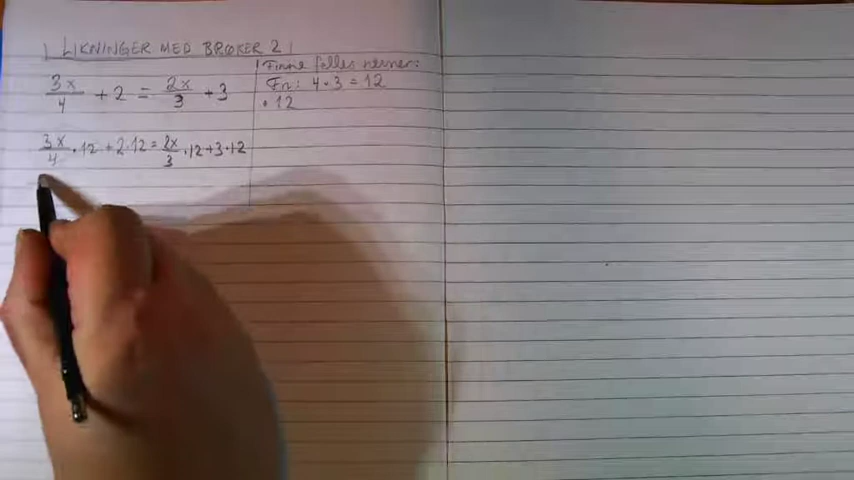 LIKNINGER MED BRØKER 2
3x/4 + 2 = 2x/3 + 3
3x/4 · 12 + 2 · 12 = 2x/3 · 12 + 3 · 12
Finne felles nevner:
Fn: 4 · 3 = 12
· 12